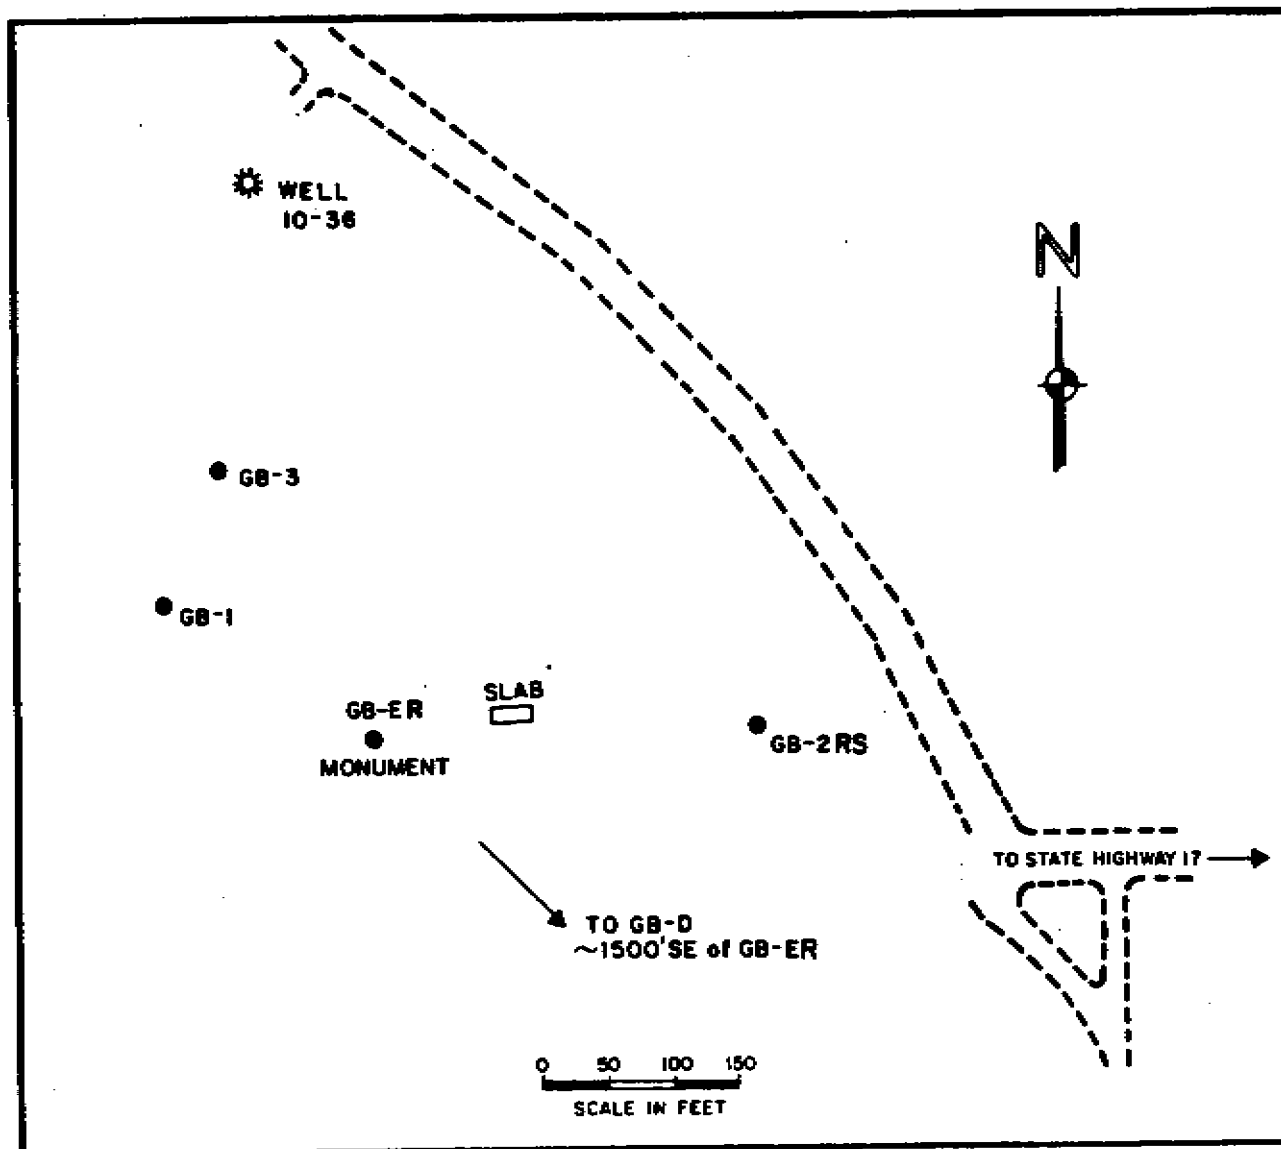 WELL
10-36
N
GB-3
GB-1
SLAB
GB-ER
MONUMENT
GB-2RS
TO STATE HIGHWAY 17
TO GB-D
~1500'SE of GB-ER
0 50 100 150
SCALE IN FEET